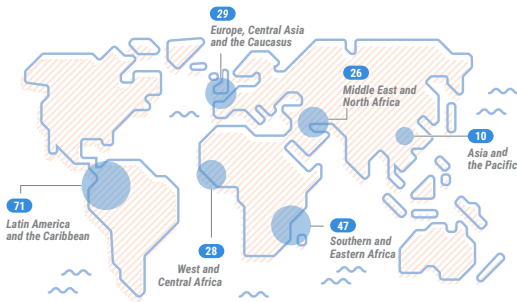 29
Europe, Central Asia
and the Caucasus
26
Middle East and
North Africa
10
Asia and
the Pacific
71
Latin America
and the Caribbean
28
West and
Central Africa
47
Southern and
Eastern Africa